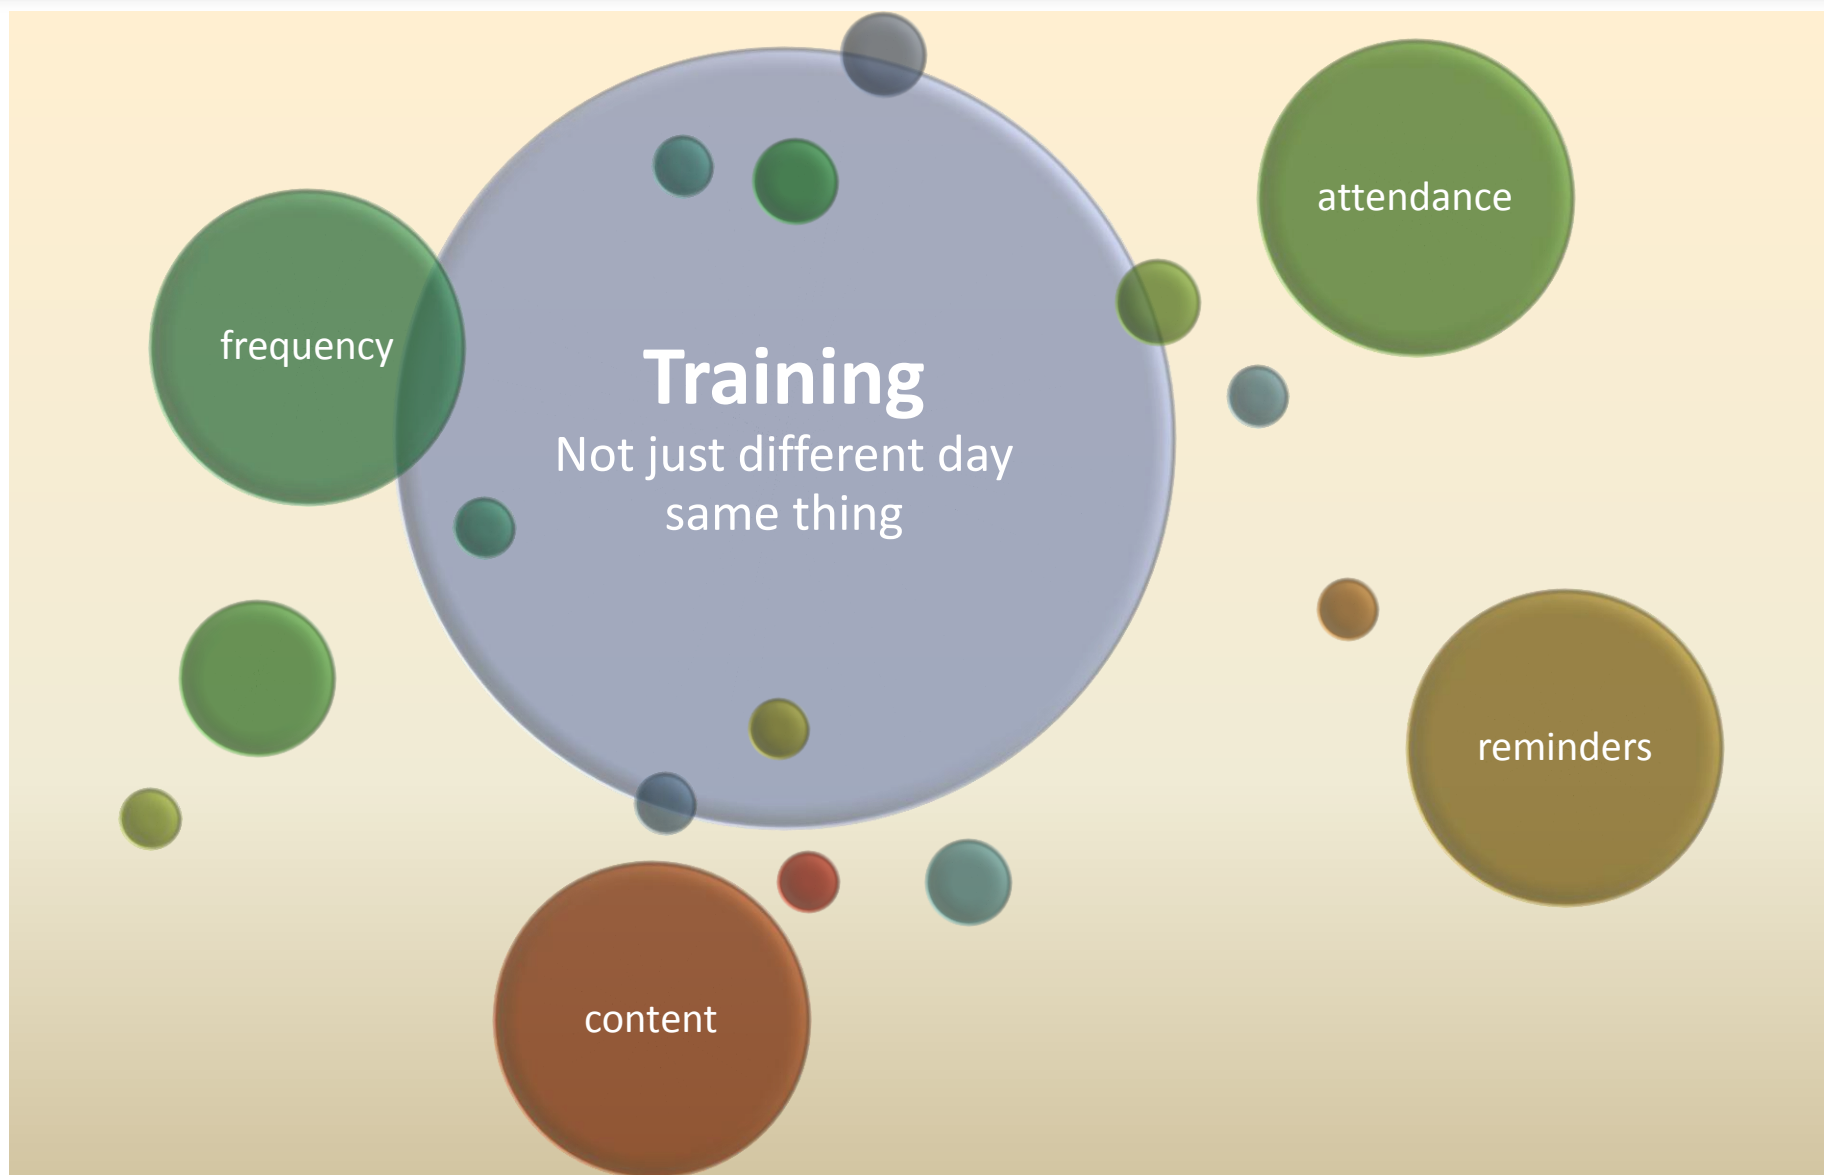 attendance
frequency
Training
Not just different day
same thing
reminders
content